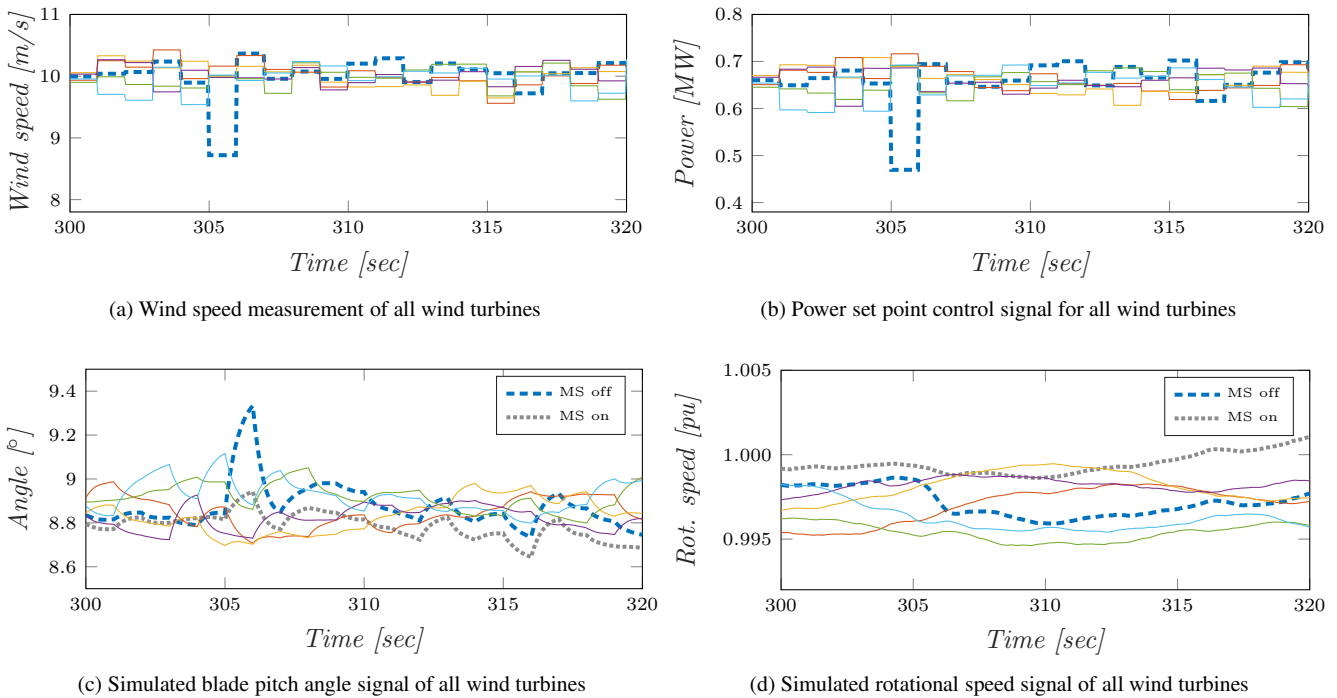 Wind speed [m/s]
11
10
9
8
300
305
310
315
320
Time [sec]
(a) Wind speed measurement of all wind turbines
Power [MW]
0.8
0.7
0.6
0.5
0.4
300
305
310
315
320
Time [sec]
(b) Power set point control signal for all wind turbines
Angle [°]
9.4
9.2
9
8.8
8.6
MS off
MS on
300
305
310
315
320
Time [sec]
(c) Simulated blade pitch angle signal of all wind turbines
Rot. speed [pu]
1.005
1.000
0.995
MS off
MS on
300
305
310
315
320
Time [sec]
(d) Simulated rotational speed signal of all wind turbines